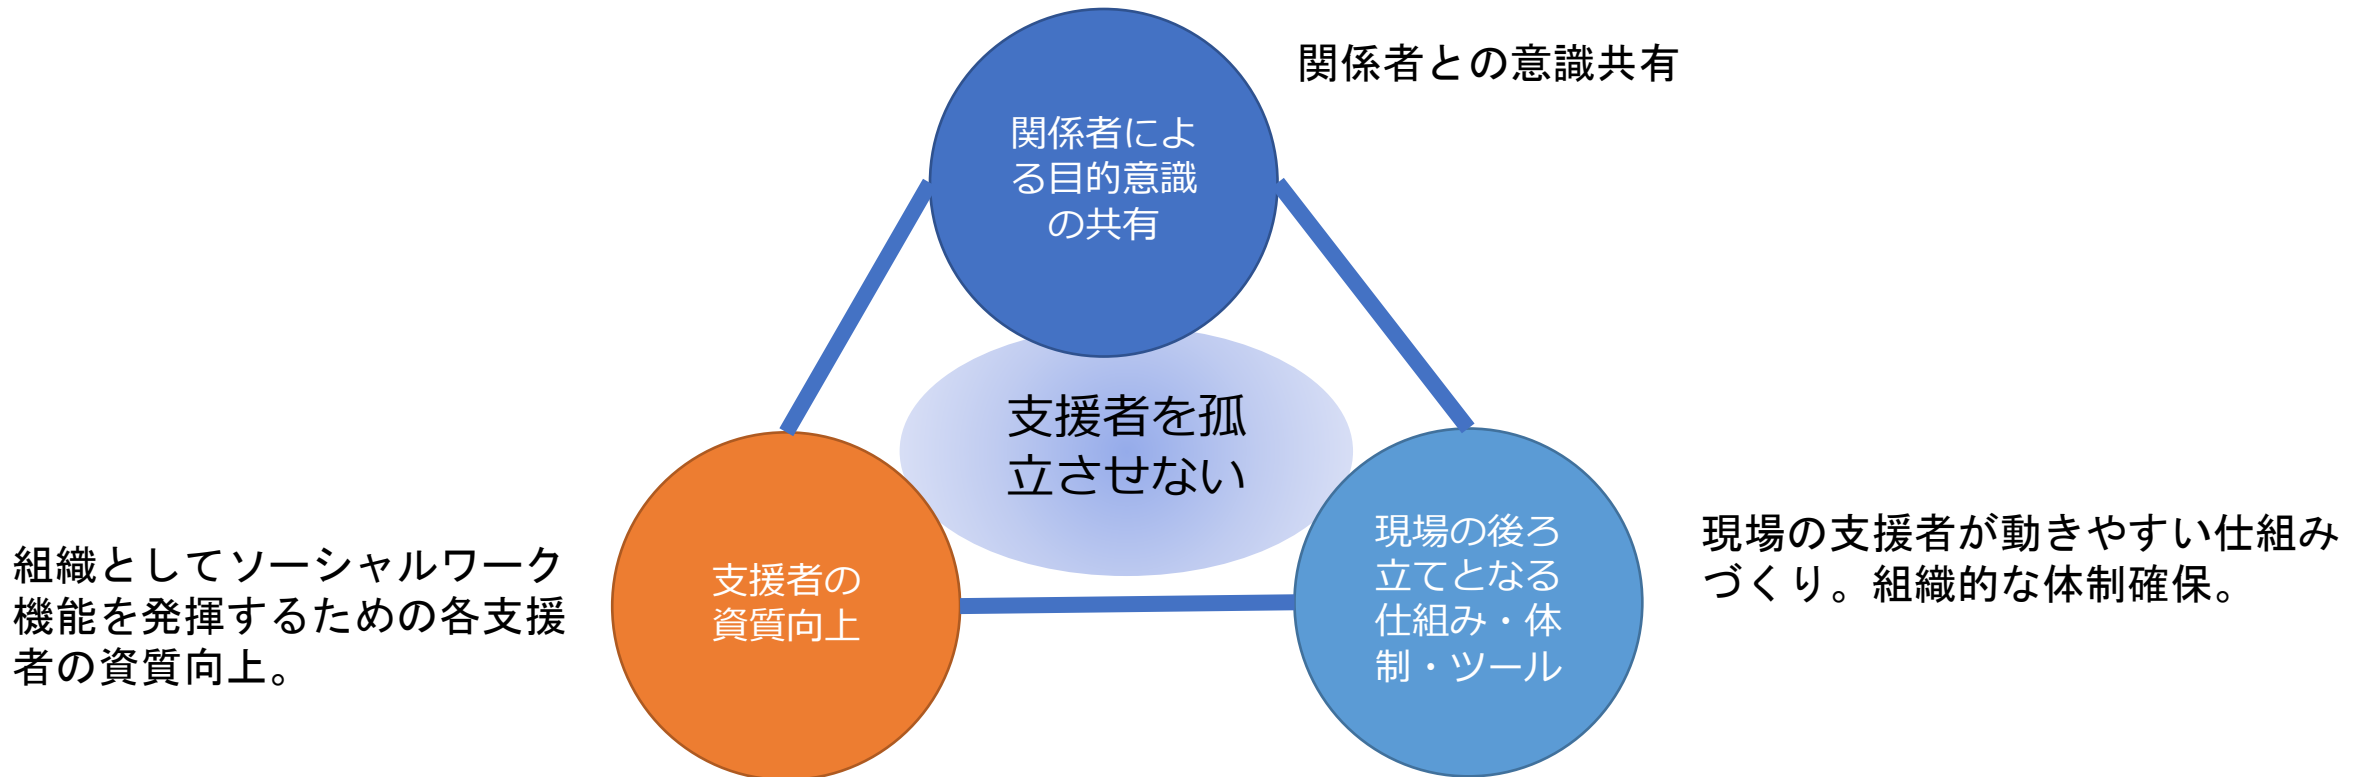 関係者との意識共有
関係者によ
る目的意識
の共有
支援者を孤
立させない
組織としてソーシャルワーク
機能を発揮するための各支援
者の資質向上。
支援者の
資質向上
現場の後ろ
立てとなる
仕組み・体
制・ツール
現場の支援者が動きやすい仕組み
づくり。組織的な体制確保。